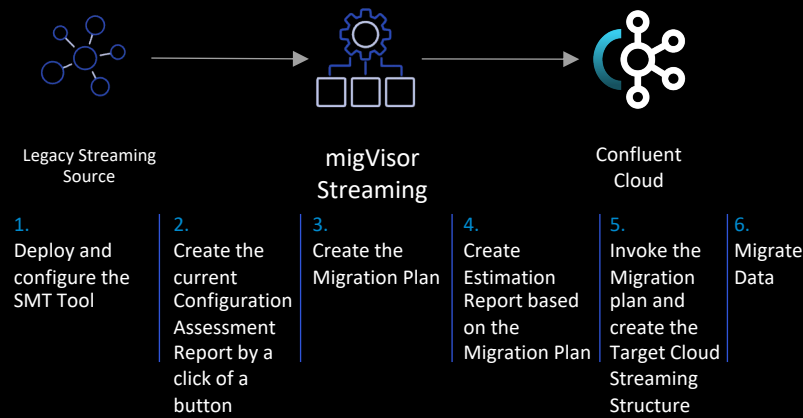 Legacy Streaming
Source
migVisor
Streaming
Confluent
Cloud
1.
Deploy and
configure the
SMT Tool
2.
Create the
current
Configuration
Assessment
Report by a
click of a
button
3.
Create the
Migration Plan
4.
Create
Estimation
Report based
on the
Migration Plan
5.
Invoke the
Migration
plan and
create the
Target Cloud
Streaming
Structure
6.
Migrate
Data